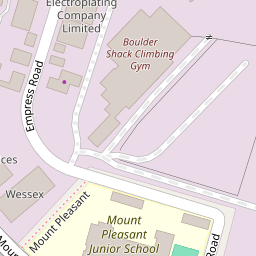 Electroplating
Company
Limited
Boulder
Shack Climbing
Gym
Empress Road
Wessex
Mount Pleasant
Mount
Pleasant
Junior School
Road